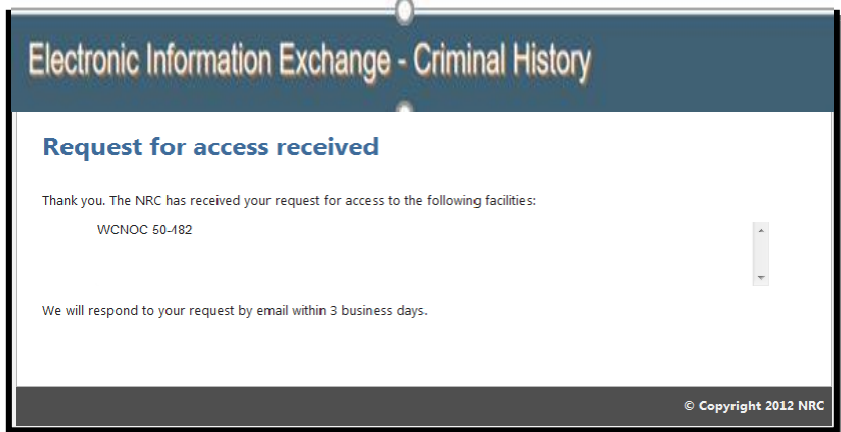 Electronic Information Exchange - Criminal History
Request for access received
Thank you. The NRC has received your request for access to the following facilities:
WCNOC 50-482
We will respond to your request by email within 3 business days.
© Copyright 2012 NRC